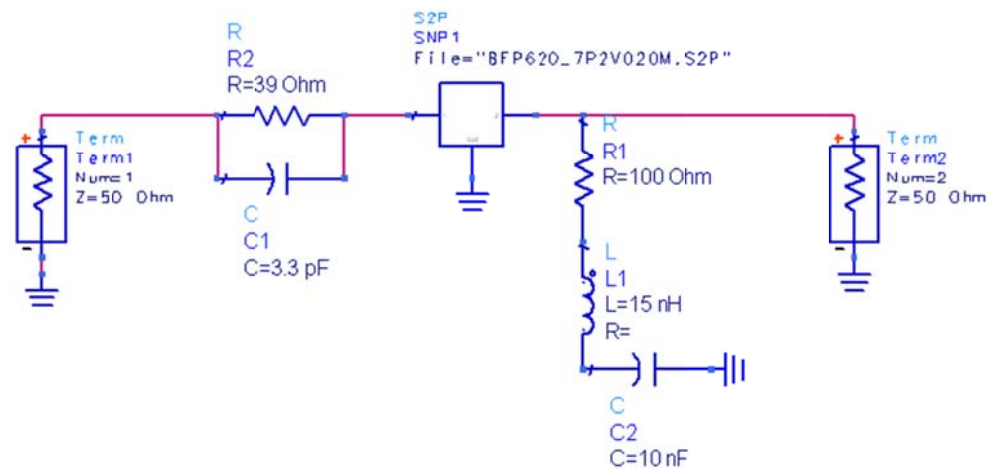 S2P
SNP1
File="BFP620_7P2V020M.S2P"
R
R2
R=39 Ohm
+
Term
Term1
Num=1
Z=50 Ohm
-
C
C1
C=3.3 pF
R
R1
R=100 Ohm
L
L1
L=15 nH
R=
C
C2
C=10 nF
+
Term
Term2
Num=2
Z=50 Ohm
-